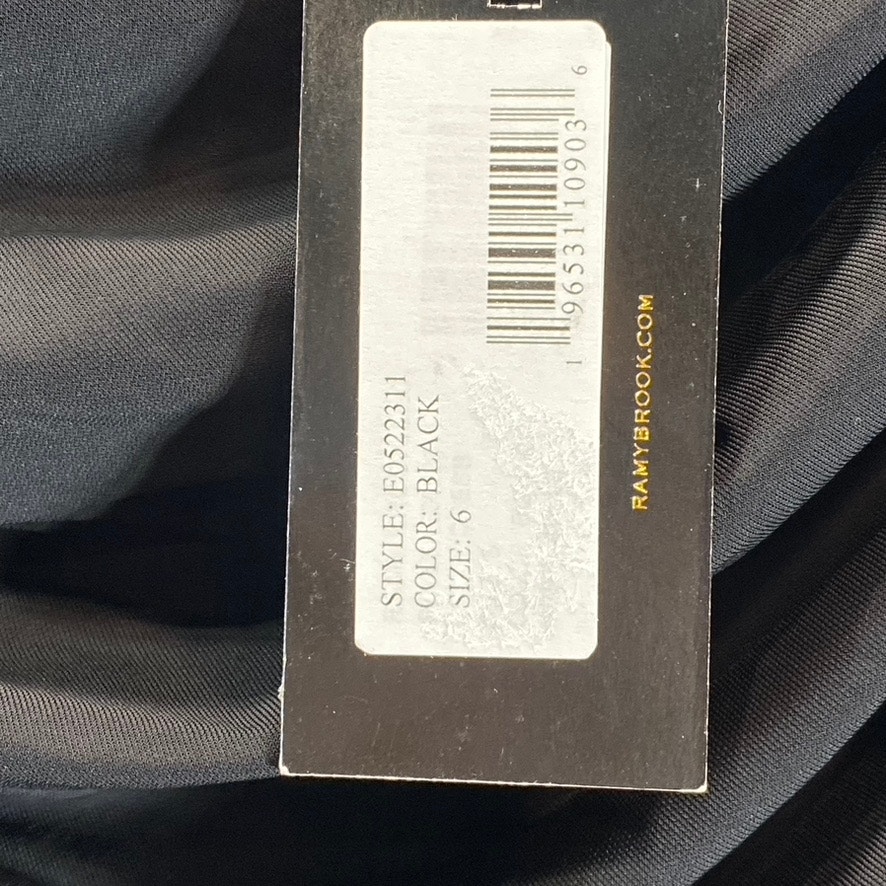 STYLE: E0522311
COLOR: BLACK
SIZE: 6
1 96531 10903 6
RAMYBROOK.COM